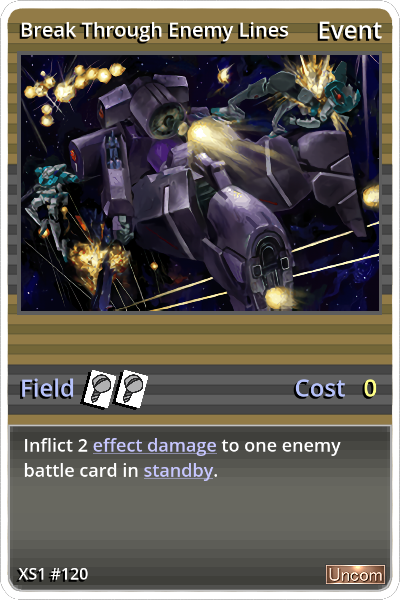 Break Through Enemy Lines Event
Field Cost 0
Inflict 2 effect damage to one enemy
battle card in standby.
XS1 #120 Uncom